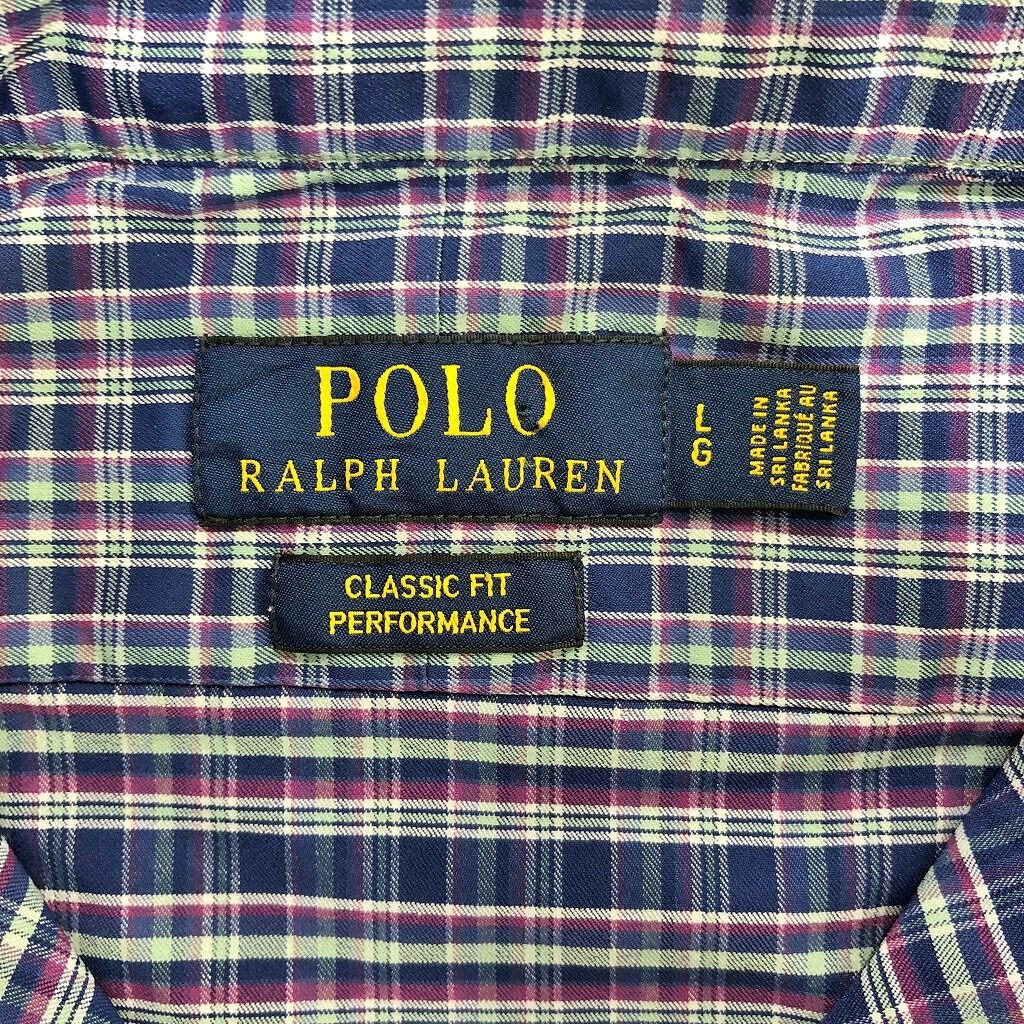 POLO
RALPH LAUREN
L
G
MADE IN
SRI LANKA
FABRIQUÉ AU
SRI LANKA
CLASSIC FIT
PERFORMANCE